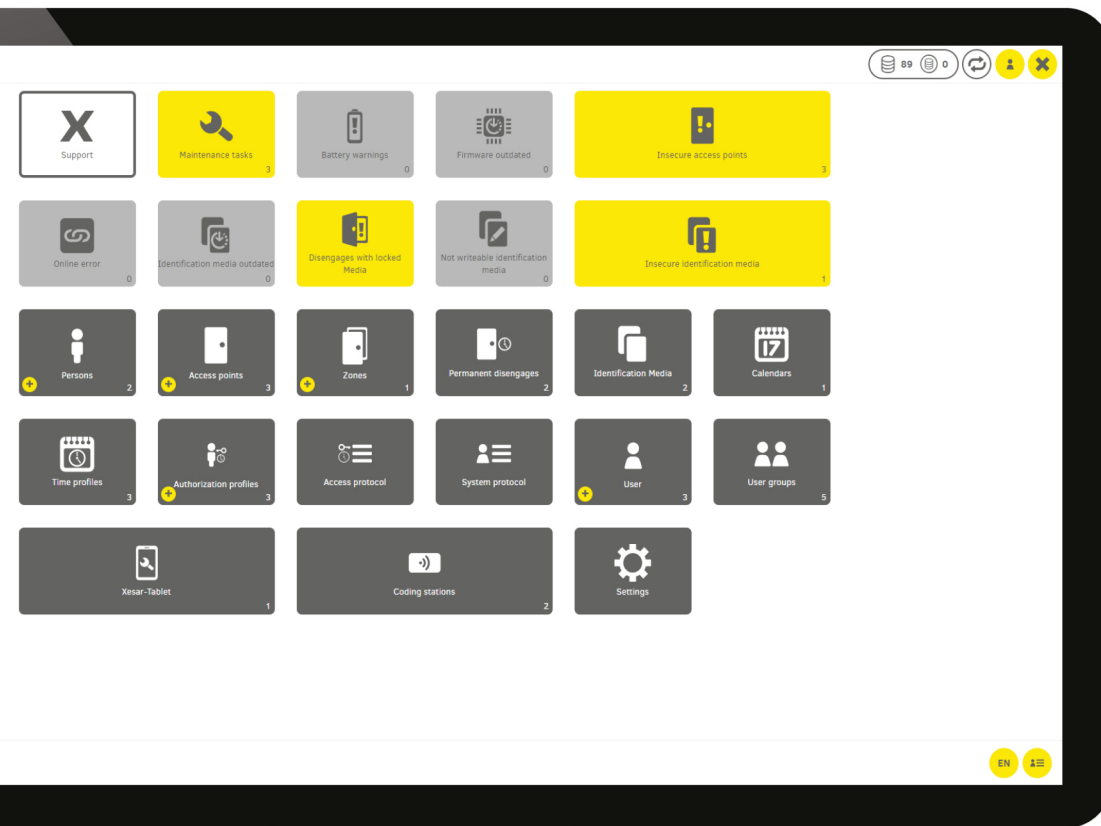 89 0
X
Support
Maintenance tasks
3
Battery warnings
0
Firmware outdated
0
Insecure access points
3
Online error
0
Identification media outdated
0
Disengages with locked
Media
Not writeable identification
media
0
Insecure identification media
1
Persons
2
Access points
3
Zones
1
Permanent disengages
2
Identification Media
2
17
Calendars
1
Time profiles
3
Authorization profiles
3
Access protocol
System protocol
User
3
User groups
5
Xesar-Tablet
1
Coding stations
2
Settings
EN